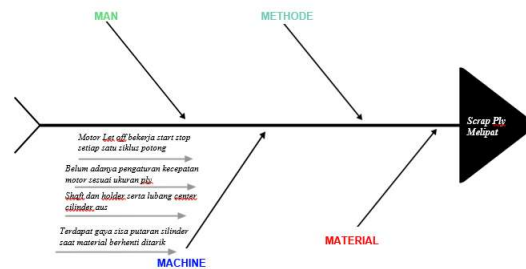 MAN
METHODE
Scrap Ply
Melipat
Motor Let off bekerja start stop
setiap satu siklus potong
Belum adanya pengaturan kecepatan
motor sesuai ukuran ply
Shaft dan holder serta lubang center
cilinder aus
Terdapat gaya sisa putaran silinder
saat material berhenti ditarik
MACHINE
MATERIAL